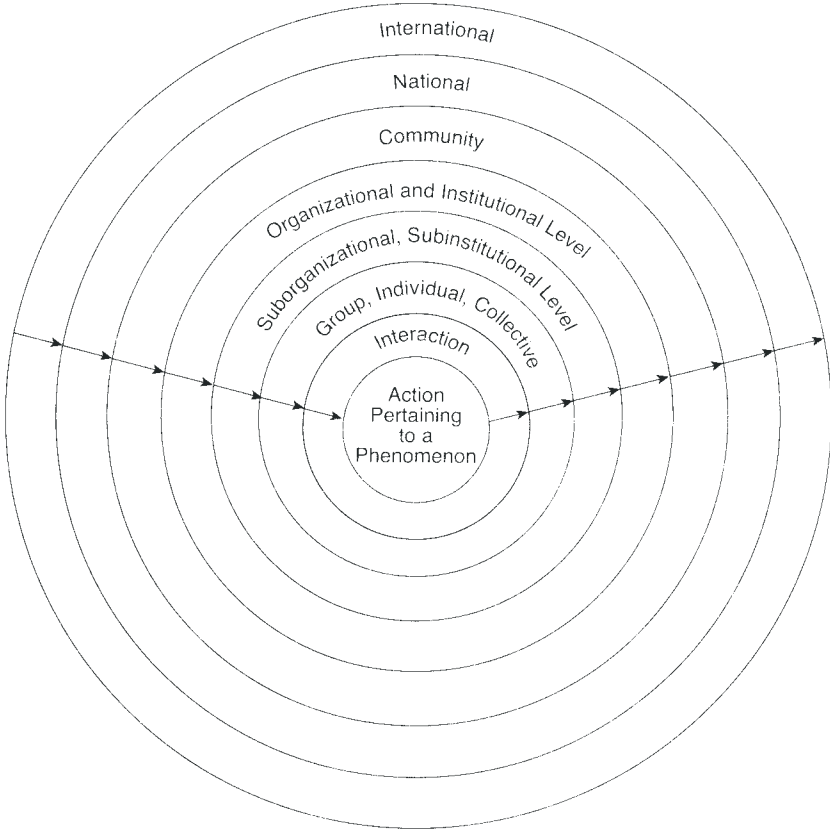 International
National
Community
Organizational and Institutional Level
Suborganizational, Subinstitutional Level
Group, Individual, Collective
Interaction
Action
Pertaining
to a
Phenomenon